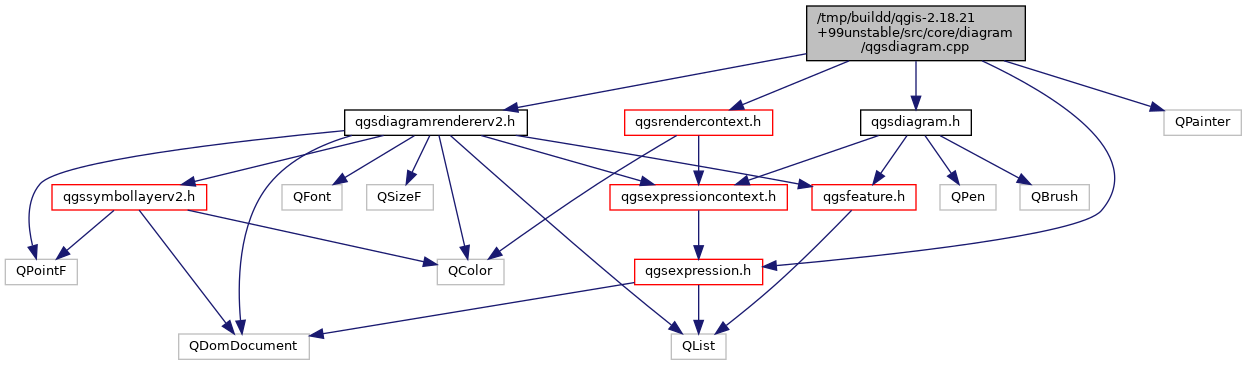 /tmp/buildd/qgis-2.18.21
+99unstable/src/core/diagram
/qgsdiagram.cpp
qgsdiagramrendererv2.h
qgsrendercontext.h
qgsdiagram.h
QPainter
qgssymbollayerv2.h
QFont
QSizeF
qgsexpressioncontext.h
qgsfeature.h
QPen
QBrush
QPointF
QColor
qgsexpression.h
QDomDocument
QList